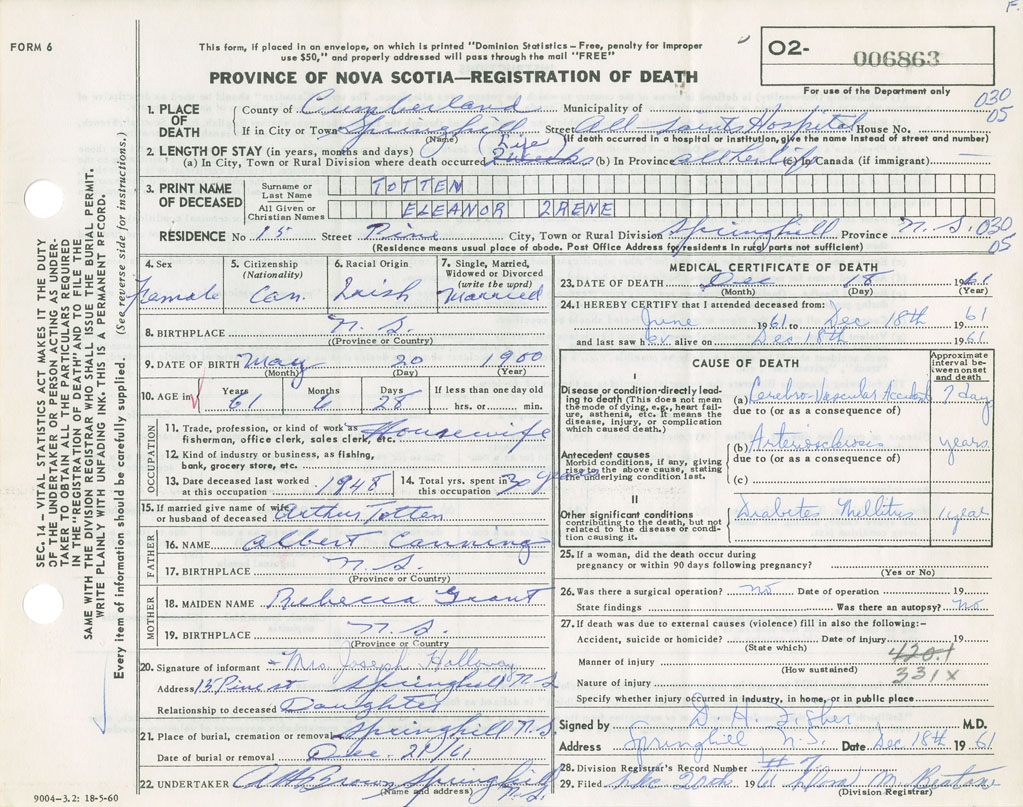 F.
FORM 6
This form, if placed in an envelope, on which is printed "Dominion Statistics – Free, penalty for improper
use $50," and properly addressed will pass through the mail "FREE"
O2- 006863
For use of the Department only
PROVINCE OF NOVA SCOTIA—REGISTRATION OF DEATH
030
05
1. PLACE OF DEATH
County of Cumberland Municipality of
If in City or Town Springhill Street All Saints Hospital House No.
(Name) (If death occurred in a hospital or institution, give the name instead of street and number)
2. LENGTH OF STAY (in years, months and days) (Life)
(a) In City, Town or Rural Division where death occurred 2 weeks (b) In Province all her life (c) In Canada (if immigrant)
3. PRINT NAME OF DECEASED
Surname or Last Name TOTTEN
All Given or Christian Names ELEANOR IRENE
RESIDENCE No 15 Street Pine City, Town or Rural Division Springhill Province N.S. 030
05
(Residence means usual place of abode. Post Office Address for residents in rural parts not sufficient)
4. Sex Female
5. Citizenship (Nationality) Can.
6. Racial Origin Irish
7. Single, Married, Widowed or Divorced (write the word) Married
8. BIRTHPLACE N.S.
(Province or Country)
9. DATE OF BIRTH May 20 1900
(Month) (Day) (Year)
10. AGE in Years 61 Months 6 Days 28 If less than one day old hrs. or min.
OCCUPATION
11. Trade, profession, or kind of work as fisherman, office clerk, sales clerk, etc. Housewife
12. Kind of industry or business, as fishing, bank, grocery store, etc.
13. Date deceased last worked at this occupation 1948
14. Total yrs. spent in this occupation 30 years
15. If married give name of wife or husband of deceased Arthur Totten
FATHER
16. NAME Albert Canning
17. BIRTHPLACE N.S.
(Province or Country)
MOTHER
18. MAIDEN NAME Rebecca Grant
19. BIRTHPLACE N.S.
(Province or Country)
20. Signature of informant Mrs. Joseph Holloway
Address 15 Pine st Springhill N.S.
Relationship to deceased Daughter
21. Place of burial, cremation or removal Springhill N.S.
Date of burial or removal Dec. 21/61
22. UNDERTAKER A H Brown Springhill N.S.
(Name and address)
9004—3.2: 18-5-60
MEDICAL CERTIFICATE OF DEATH
23. DATE OF DEATH Dec 18 1961
(Month) (Day) (Year)
24. I HEREBY CERTIFY that I attended deceased from:
June 1961 to Dec 18th 1961
and last saw her alive on Dec 18th 1961
CAUSE OF DEATH
Approximate interval between onset and death
I
Disease or condition directly leading to death (This does not mean the mode of dying, e.g., heart failure, asthenia, etc. It means the disease, injury, or complication which caused death.)
(a) Cerebro-Vascular Accident 7 day
due to (or as a consequence of)
Antecedent causes
Morbid conditions, if any, giving rise to the above cause, stating the underlying condition last.
(b) Arteriosclerosis years
due to (or as a consequence of)
(c)
II
Other significant conditions
contributing to the death, but not related to the disease or condition causing it.
Diabetes Mellitus 1 year
25. If a woman, did the death occur during
pregnancy or within 90 days following pregnancy?
(Yes or No)
26. Was there a surgical operation? no Date of operation 19
State findings Was there an autopsy? no
27. If death was due to external causes (violence) fill in also the following:—
Accident, suicide or homicide? Date of injury 19
(State which)
Manner of injury 420.1
(How sustained)
331X
Nature of injury
Specify whether injury occurred in industry, in home, or in public place
Signed by D. H. Fisher M.D.
Address Springhill N.S. Date Dec 18th 1961
28. Division Registrar's Record Number #7
29. Filed Dec 20th 1961
(Division Registrar)
SEC. 14 – VITAL STATISTICS ACT MAKES IT THE DUTY
OF THE UNDERTAKER OR PERSON ACTING AS UNDER-
TAKER TO OBTAIN ALL THE PARTICULARS REQUIRED
IN THE "REGISTRATION OF DEATH" AND TO FILE THE
SAME WITH THE DIVISION REGISTRAR WHO SHALL ISSUE THE BURIAL PERMIT.
WRITE PLAINLY WITH UNFADING INK. THIS IS A PERMANENT RECORD.
Every item of information should be carefully supplied. (See reverse side for instructions.)